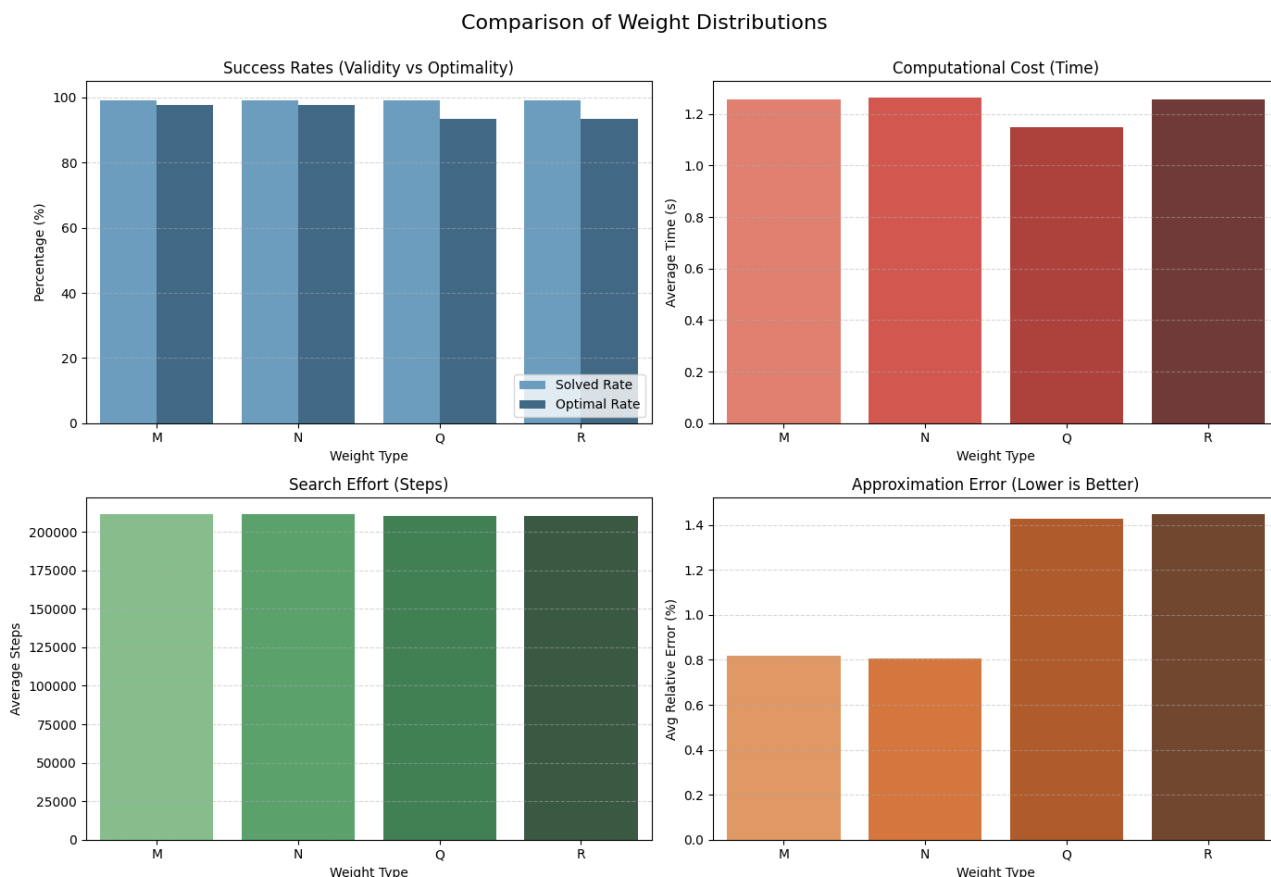 Comparison of Weight Distributions
Success Rates (Validity vs Optimality)
Percentage (%)
100
80
60
40
20
0
Solved Rate
Optimal Rate
M N Q R
Weight Type
Computational Cost (Time)
Average Time (s)
1.2
1.0
0.8
0.6
0.4
0.2
0.0
M N Q R
Weight Type
Search Effort (Steps)
Average Steps
200000
175000
150000
125000
100000
75000
50000
25000
0
M N Q R
Weight Type
Approximation Error (Lower is Better)
Avg Relative Error (%)
1.4
1.2
1.0
0.8
0.6
0.4
0.2
0.0
M N Q R
Weight Type